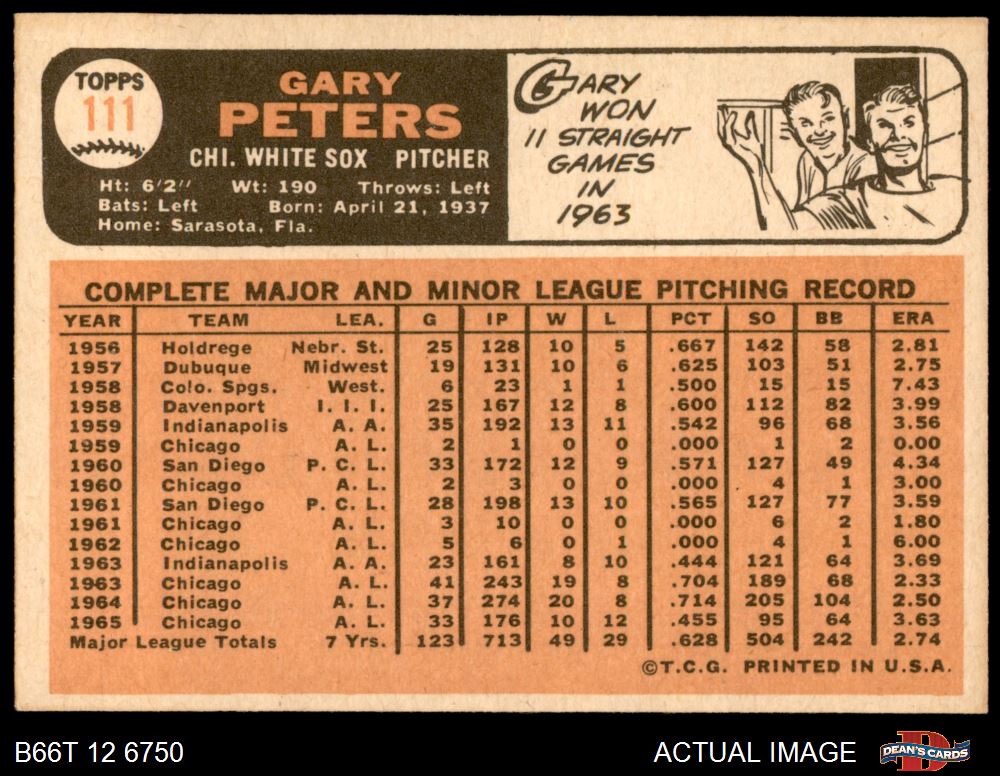 TOPPS
111
GARY
PETERS
CHI. WHITE SOX PITCHER
Ht: 6'2" Wt: 190 Throws: Left
Bats: Left Born: April 21, 1937
Home: Sarasota, Fla.
GARY
WON
11 STRAIGHT
GAMES
IN
1963
COMPLETE MAJOR AND MINOR LEAGUE PITCHING RECORD
YEAR TEAM LEA. G IP W L PCT SO BB ERA
1956 Holdrege Nebr. St. 25 128 10 5 .667 142 58 2.81
1957 Dubuque Midwest 19 131 10 6 .625 103 51 2.75
1958 Colo. Spgs. West. 6 23 1 1 .500 15 15 7.43
1958 Davenport I. I. I. 25 167 12 8 .600 112 82 3.99
1959 Indianapolis A. A. 35 192 13 11 .542 96 68 3.56
1959 Chicago A. L. 2 1 0 0 .000 1 2 0.00
1960 San Diego P. C. L. 33 172 12 9 .571 127 49 4.34
1960 Chicago A. L. 2 3 0 0 .000 4 1 3.00
1961 San Diego P. C. L. 28 198 13 10 .565 127 77 3.59
1961 Chicago A. L. 3 10 0 0 .000 6 2 1.80
1962 Chicago A. L. 5 6 0 1 .000 4 1 6.00
1963 Indianapolis A. A. 23 161 8 10 .444 121 64 3.69
1963 Chicago A. L. 41 243 19 8 .704 189 68 2.33
1964 Chicago A. L. 37 274 20 8 .714 205 104 2.50
1965 Chicago A. L. 33 176 10 12 .455 95 64 3.63
Major League Totals 7 Yrs. 123 713 49 29 .628 504 242 2.74
©T.C.G. PRINTED IN U.S.A.
B66T 12 6750 ACTUAL IMAGE DEAN'S CARDS